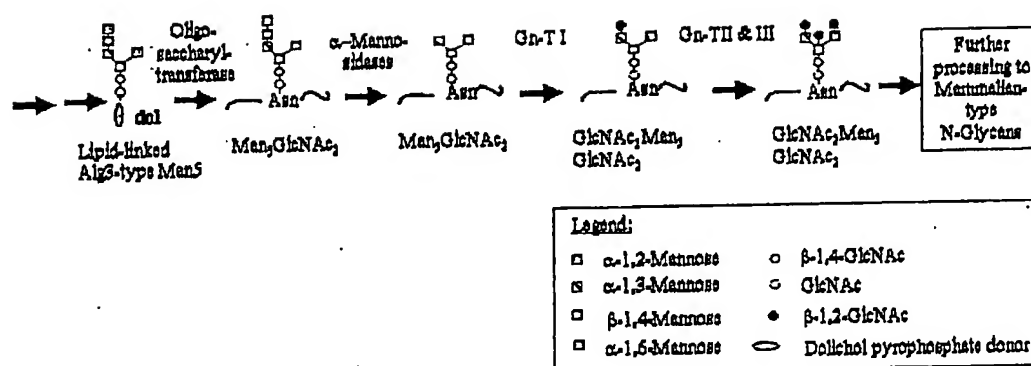 Oligo-
saccharyl-
transferase
α-Manno-
sidases
Gn-T I
Gn-TII & III
Further
processing to
Mammalian-
type
N-Glycans
dol
Asn
Asn
Asn
Asn
Lipid-linked
Alg3-type Man5
Man₅GlcNAc₂
Man₃GlcNAc₂
GlcNAc₂Man₃
GlcNAc₂
GlcNAc₂Man₃
GlcNAc₂
Legend:
α-1,2-Mannose
β-1,4-GlcNAc
α-1,3-Mannose
GlcNAc
β-1,4-Mannose
β-1,2-GlcNAc
α-1,6-Mannose
Dolichol pyrophosphate donor